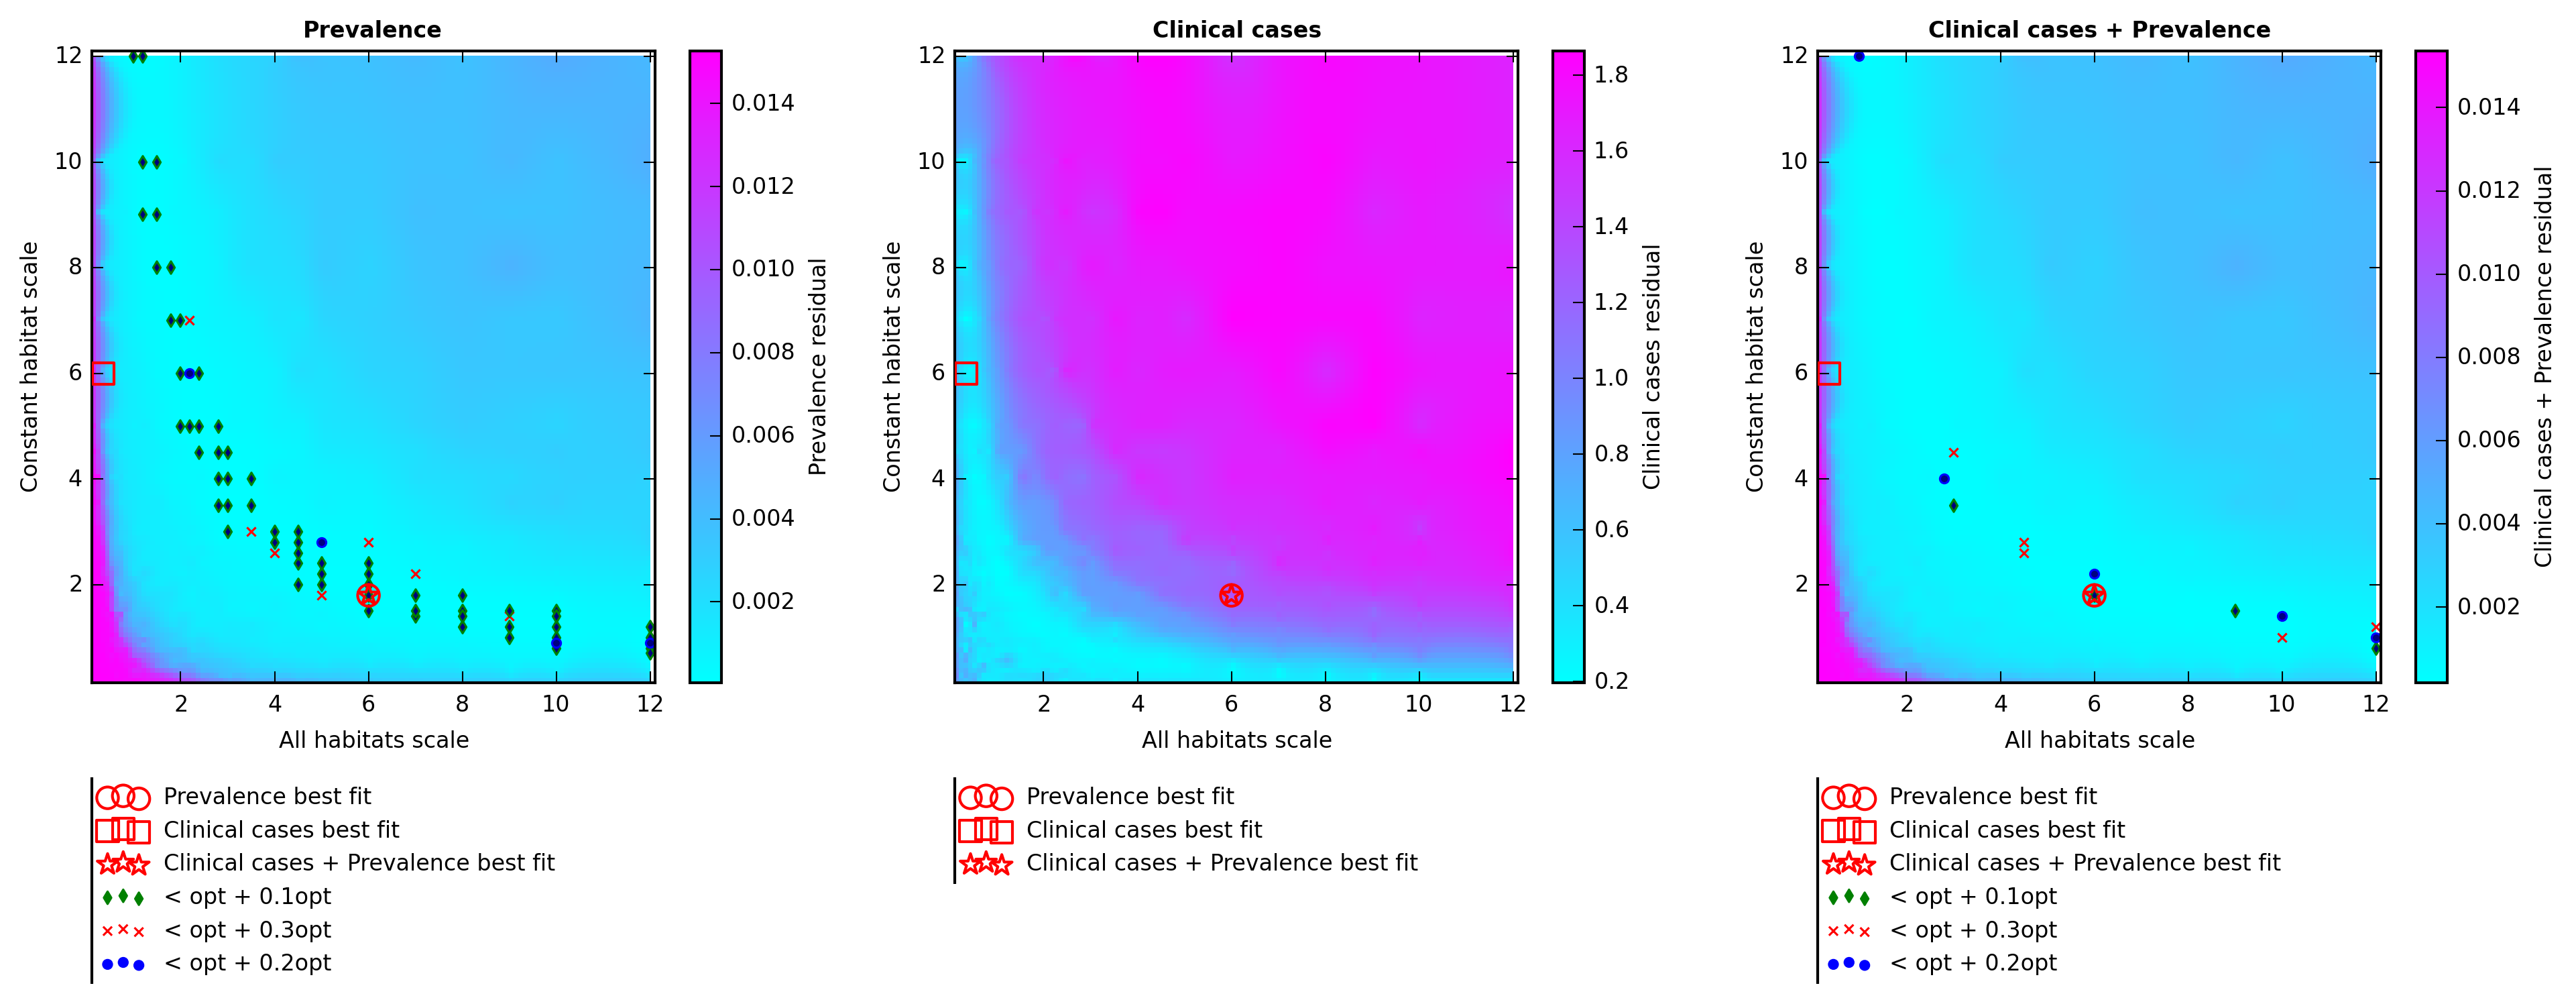 Prevalence
12
10
8
6
4
2
Constant habitat scale
2 4 6 8 10 12
All habitats scale
0.014
0.012
0.010
0.008
0.006
0.004
0.002
Prevalence residual
Prevalence best fit
Clinical cases best fit
Clinical cases + Prevalence best fit
< opt + 0.1opt
< opt + 0.3opt
< opt + 0.2opt
Clinical cases
12
10
8
6
4
2
Constant habitat scale
2 4 6 8 10 12
All habitats scale
1.8
1.6
1.4
1.2
1.0
0.8
0.6
0.4
0.2
Clinical cases residual
Prevalence best fit
Clinical cases best fit
Clinical cases + Prevalence best fit
Clinical cases + Prevalence
12
10
8
6
4
2
Constant habitat scale
2 4 6 8 10 12
All habitats scale
0.014
0.012
0.010
0.008
0.006
0.004
0.002
Clinical cases + Prevalence residual
Prevalence best fit
Clinical cases best fit
Clinical cases + Prevalence best fit
< opt + 0.1opt
< opt + 0.3opt
< opt + 0.2opt